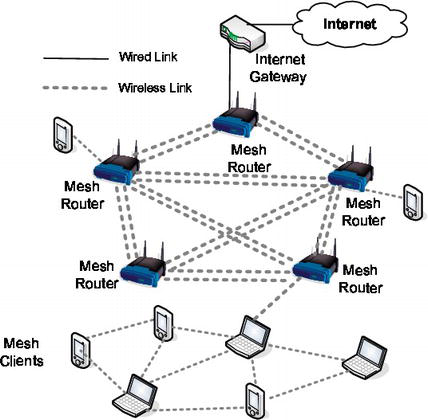 Internet
Wired Link
Internet
Gateway
Wireless Link
Mesh
Router
Mesh
Router
Mesh
Router
Mesh
Router
Mesh
Router
Mesh
Clients